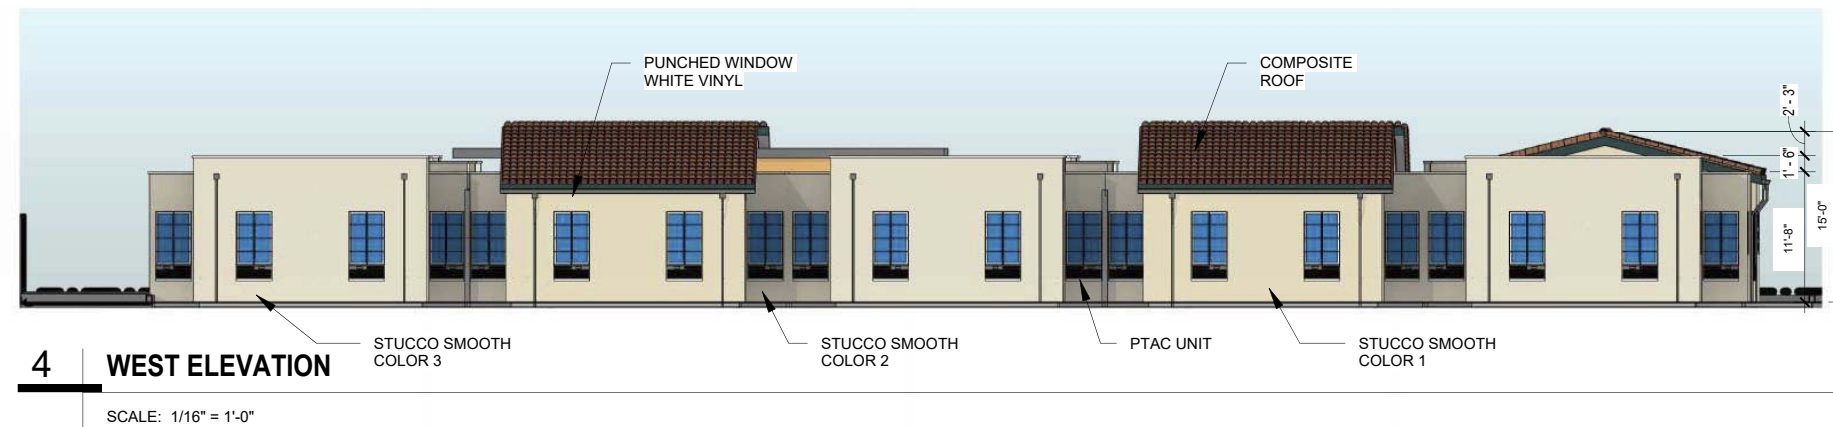 PUNCHED WINDOW
WHITE VINYL
COMPOSITE
ROOF
2' - 3"
1' - 6"
11'-8"
15'-0"
STUCCO SMOOTH
COLOR 3
STUCCO SMOOTH
COLOR 2
PTAC UNIT
STUCCO SMOOTH
COLOR 1
4
WEST ELEVATION
SCALE: 1/16" = 1'-0"